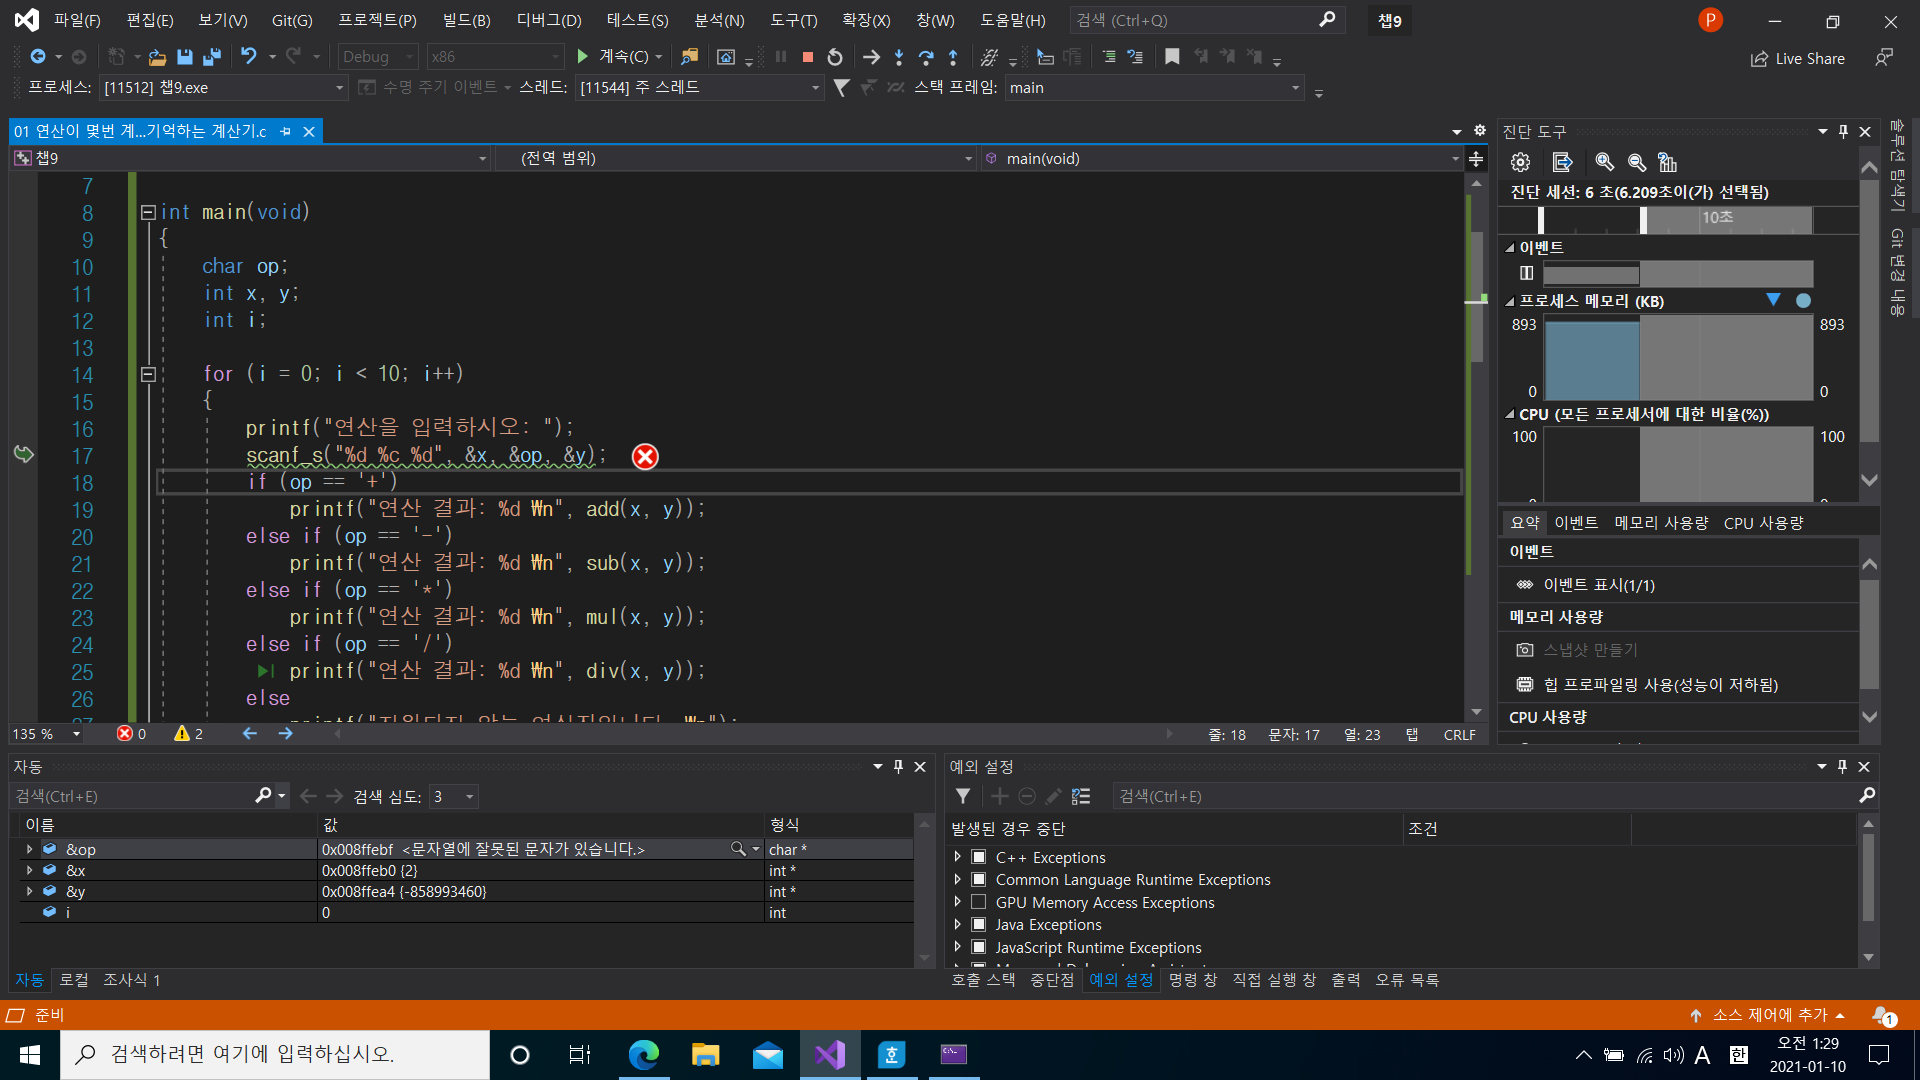 파일(F) 편집(E) 보기(V) Git(G) 프로젝트(P) 빌드(B) 디버그(D) 테스트(S) 분석(N) 도구(T) 확장(X) 창(W) 도움말(H) 검색 (Ctrl+Q) 챕9 P
Debug x86 계속(C) Live Share
프로세스: [11512] 챕9.exe 수명 주기 이벤트 스레드: [11544] 주 스레드 스택 프레임: main
01 연산이 몇번 계...기억하는 계산기.c
챕9 (전역 범위) main(void)
7
8 int main(void)
9 {
10 char op;
11 int x, y;
12 int i;
13
14 for (i = 0; i < 10; i++)
15 {
16 printf("연산을 입력하시오: ");
17 scanf_s("%d %c %d", &x, &op, &y);
18 if (op == '+')
19 printf("연산 결과: %d ₩n", add(x, y));
20 else if (op == '-')
21 printf("연산 결과: %d ₩n", sub(x, y));
22 else if (op == '*')
23 printf("연산 결과: %d ₩n", mul(x, y));
24 else if (op == '/')
25 printf("연산 결과: %d ₩n", div(x, y));
26 else
135 % 0 2 줄: 18 문자: 17 열: 23 탭 CRLF
진단 도구
진단 세션: 6 초(6.209초이(가) 선택됨)
10초
이벤트
프로세스 메모리 (KB)
893 893
0 0
CPU (모든 프로세서에 대한 비율(%))
100 100
요약 이벤트 메모리 사용량 CPU 사용량
이벤트
이벤트 표시(1/1)
메모리 사용량
스냅샷 만들기
힙 프로파일링 사용(성능이 저하됨)
CPU 사용량
솔루션 탐색기
Git 변경 내용
자동
검색(Ctrl+E) 검색 심도: 3
이름 값 형식
&op 0x008ffebf <문자열에 잘못된 문자가 있습니다.> char *
&x 0x008ffeb0 {2} int *
&y 0x008ffea4 {-858993460} int *
i 0 int
자동 로컬 조사식 1
예외 설정
검색(Ctrl+E)
발생된 경우 중단 조건
C++ Exceptions
Common Language Runtime Exceptions
GPU Memory Access Exceptions
Java Exceptions
JavaScript Runtime Exceptions
호출 스택 중단점 예외 설정 명령 창 직접 실행 창 출력 오류 목록
준비 소스 제어에 추가 1
검색하려면 여기에 입력하십시오. 호 A 한 오전 1:29
2021-01-10